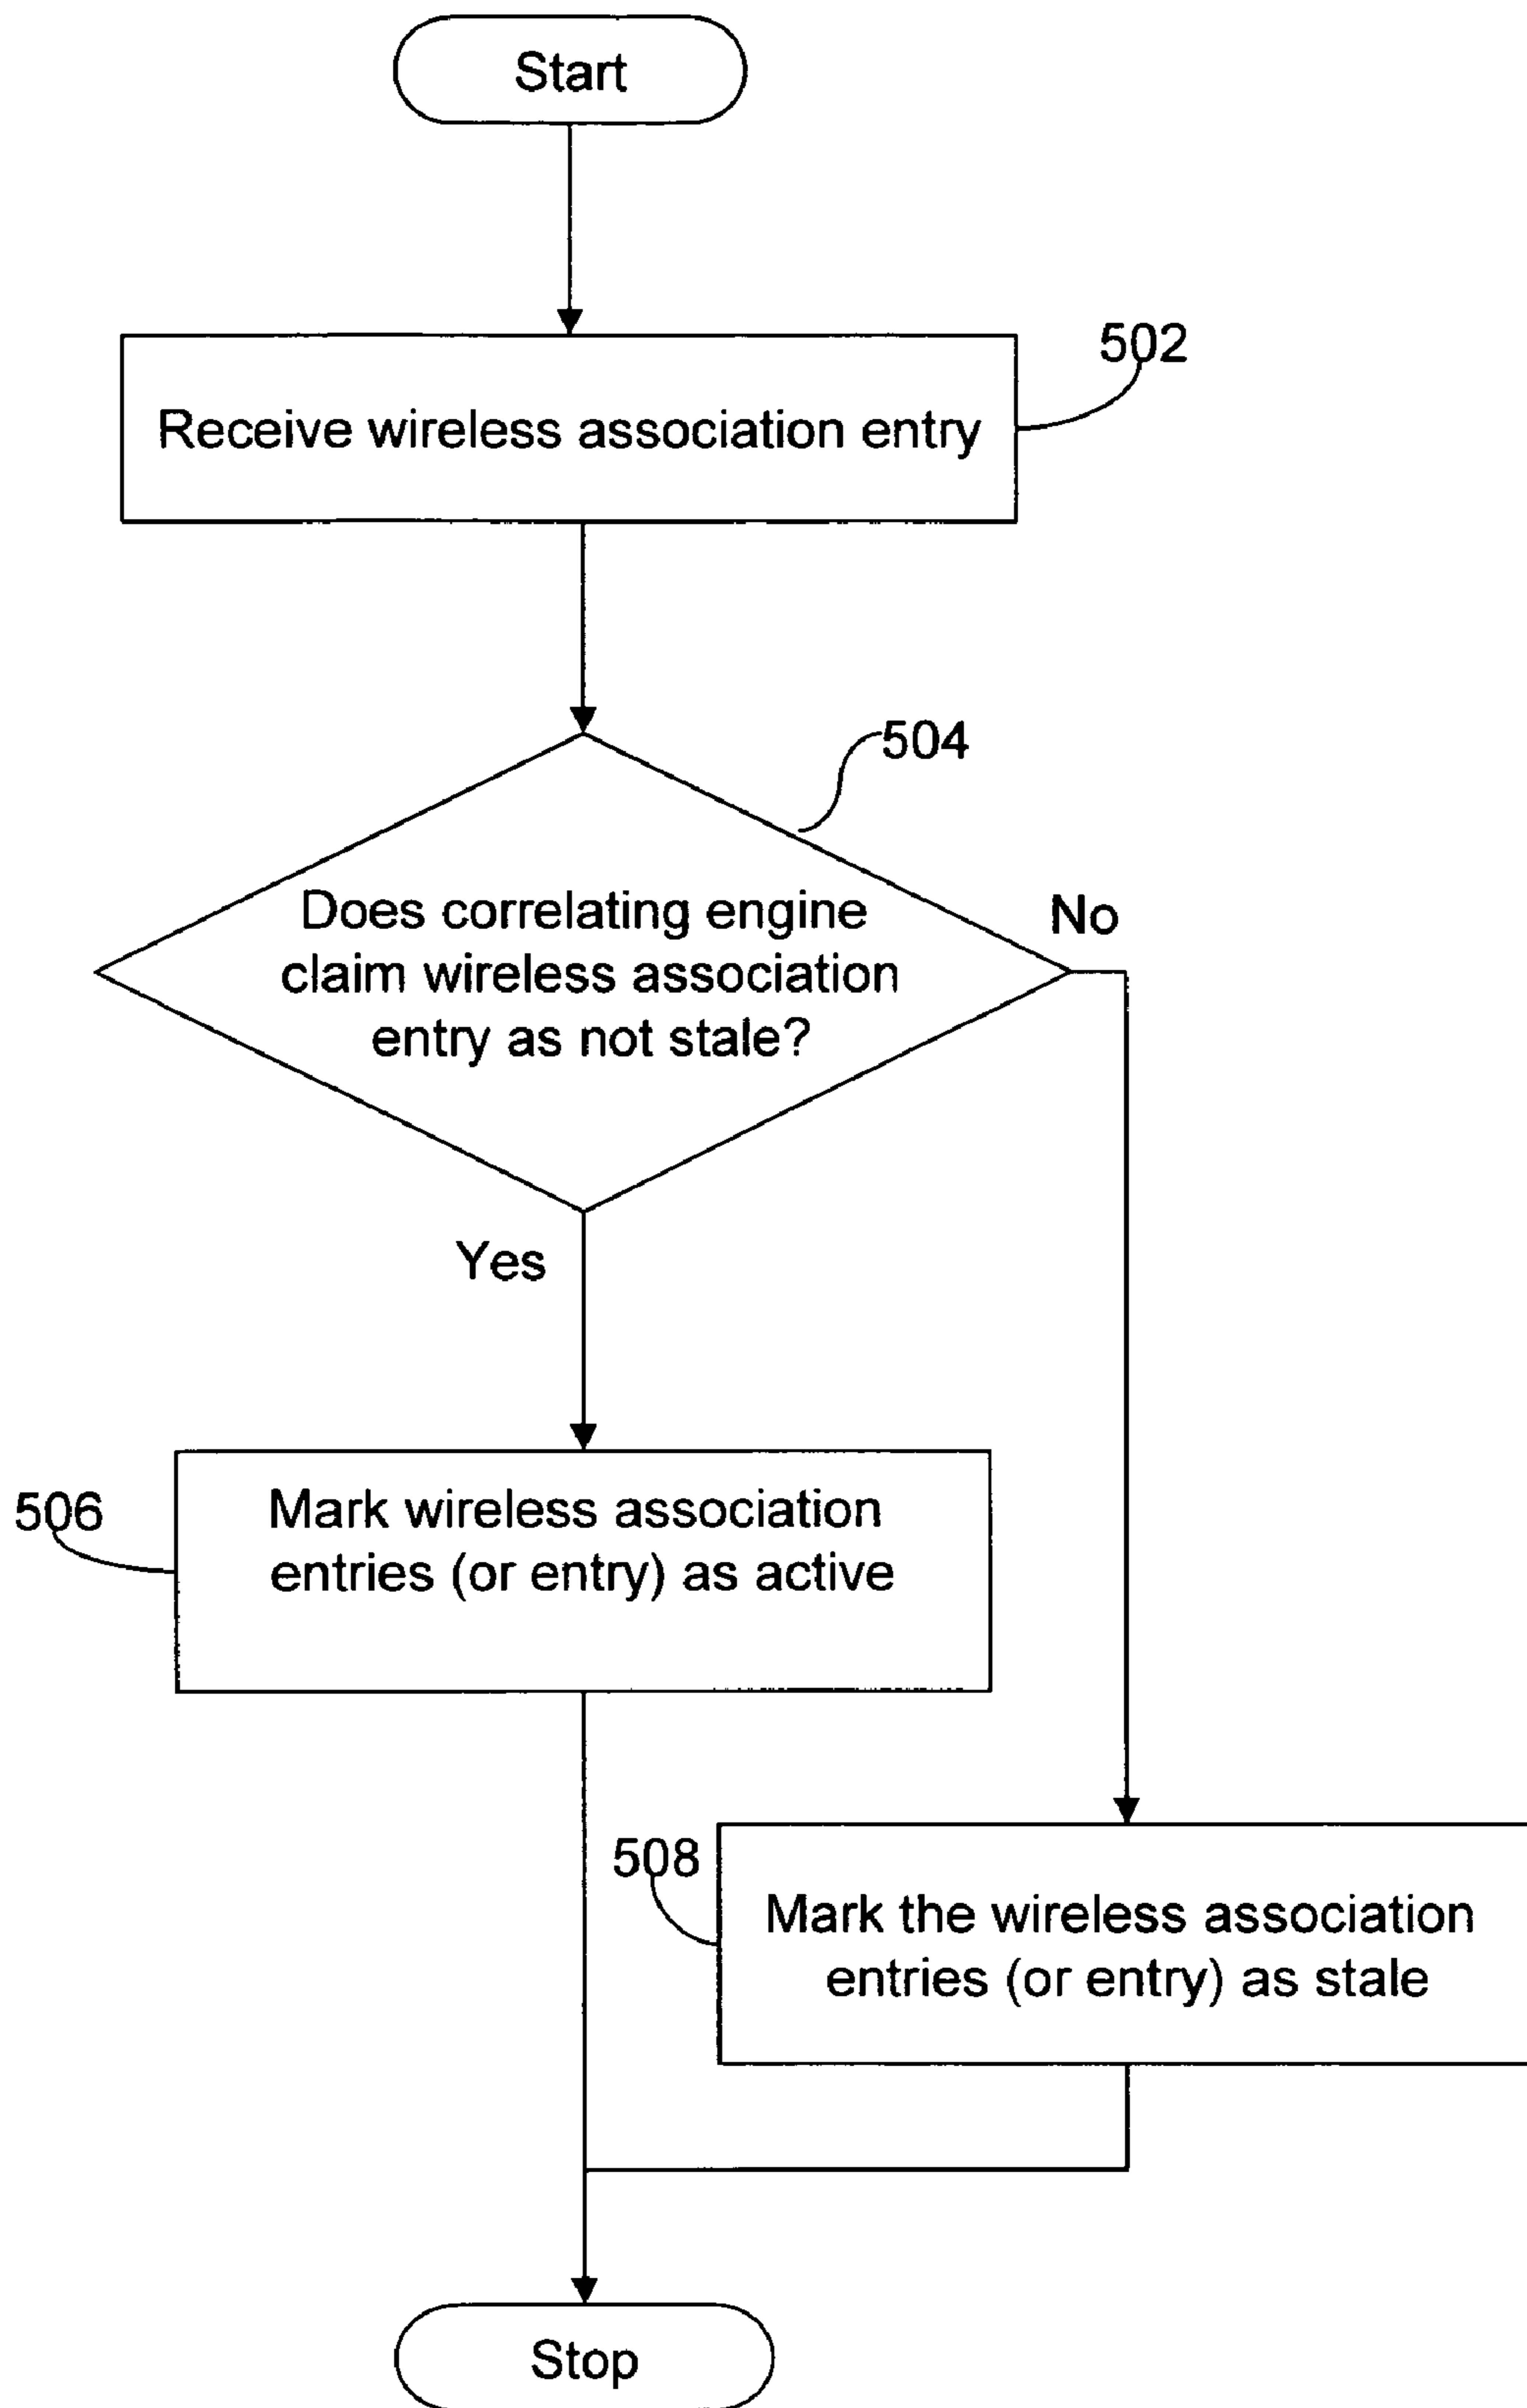 Start
502
Receive wireless association entry
504
Does correlating engine
claim wireless association
entry as not stale?
No
Yes
506
Mark wireless association
entries (or entry) as active
508
Mark the wireless association
entries (or entry) as stale
Stop